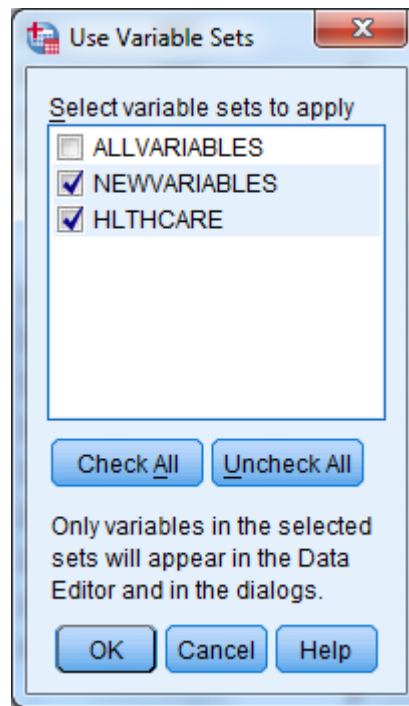 Use Variable Sets
Select variable sets to apply
ALLVARIABLES
NEWVARIABLES
HLTHCARE
Check All Uncheck All
Only variables in the selected
sets will appear in the Data
Editor and in the dialogs.
OK Cancel Help